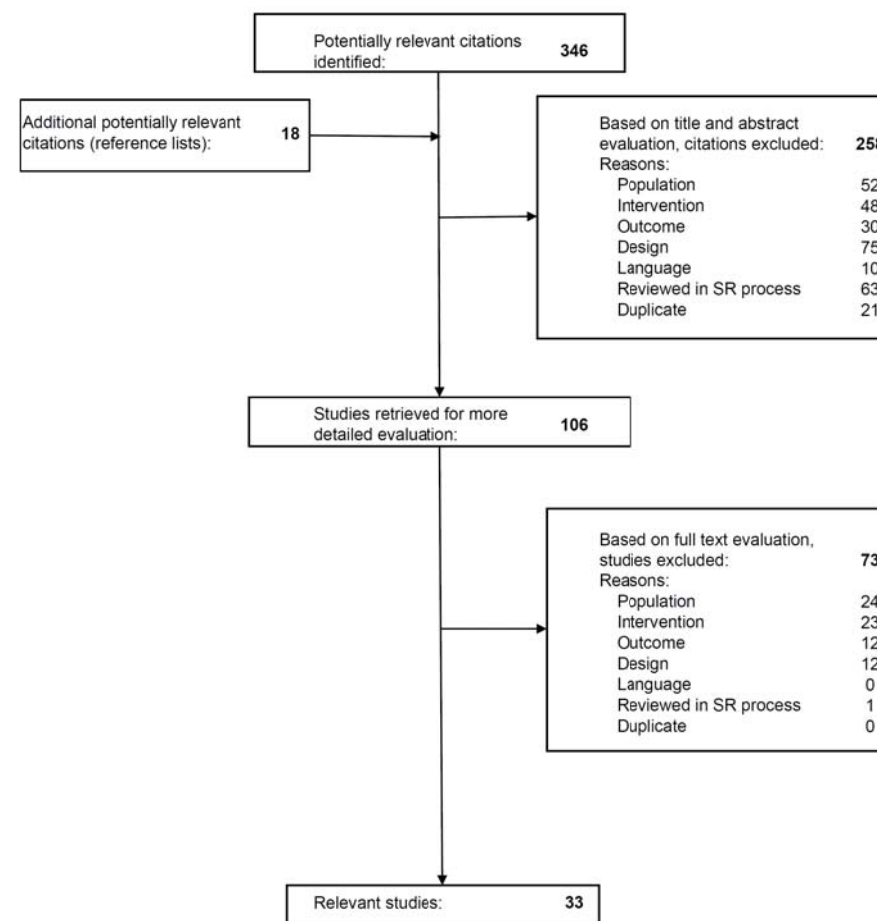 Potentially relevant citations
identified: 346
Additional potentially relevant
citations (reference lists): 18
Based on title and abstract
evaluation, citations excluded: 258
Reasons:
Population 52
Intervention 48
Outcome 30
Design 75
Language 10
Reviewed in SR process 63
Duplicate 21
Studies retrieved for more
detailed evaluation: 106
Based on full text evaluation,
studies excluded: 73
Reasons:
Population 24
Intervention 23
Outcome 12
Design 12
Language 0
Reviewed in SR process 1
Duplicate 0
Relevant studies: 33